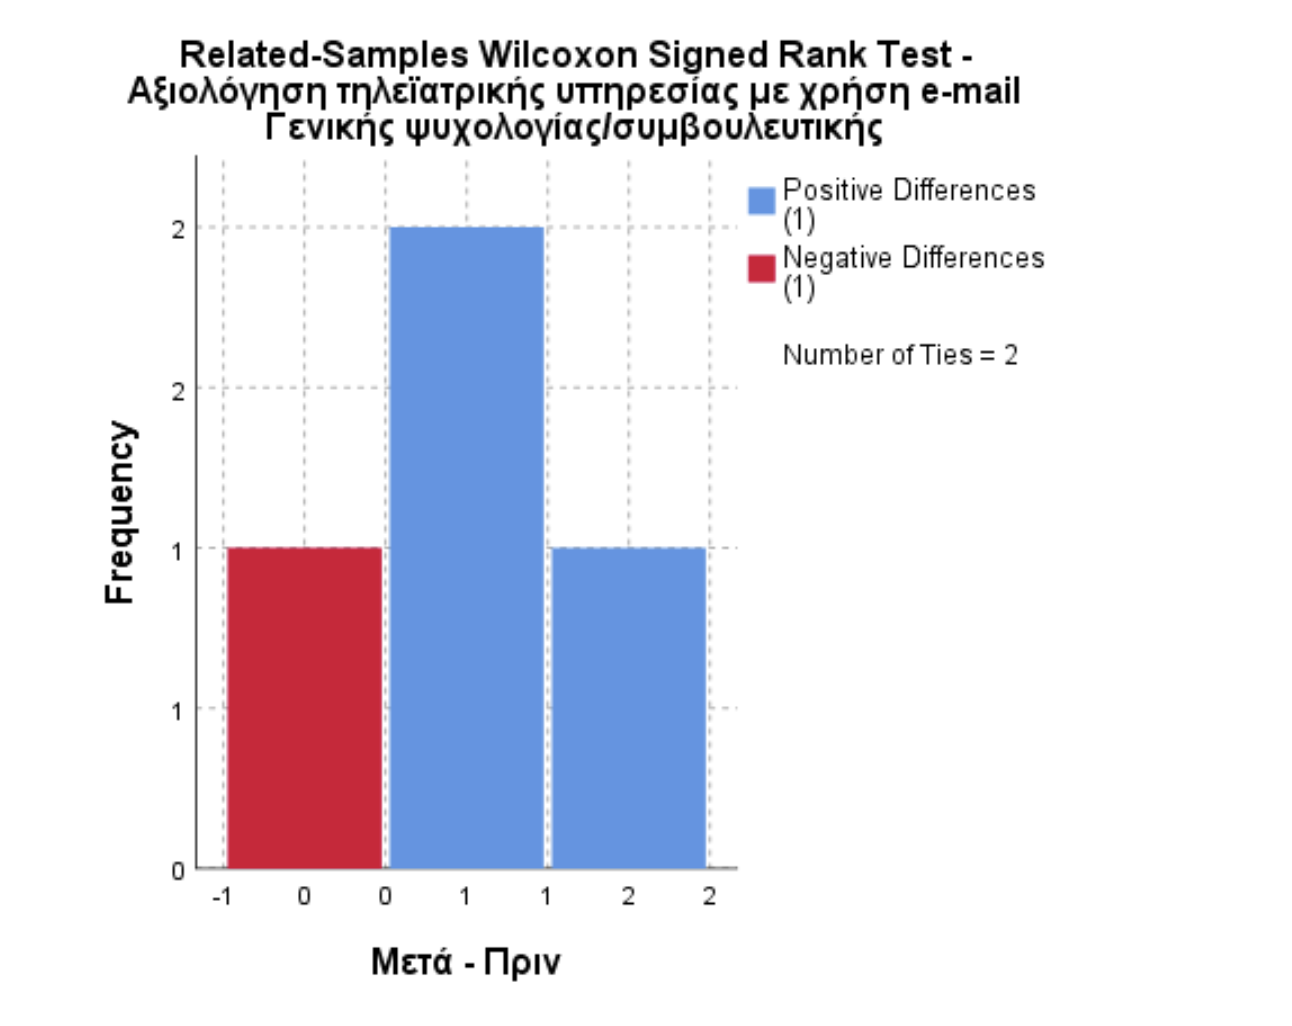 Related-Samples Wilcoxon Signed Rank Test -
Αξιολόγηση τηλεϊατρικής υπηρεσίας με χρήση e-mail
Γενικής ψυχολογίας/συμβουλευτικής
Positive Differences
(1)
Negative Differences
(1)
Number of Ties = 2
Frequency
2
2
1
1
0
-1 0 0 1 1 2 2
Μετά - Πριν